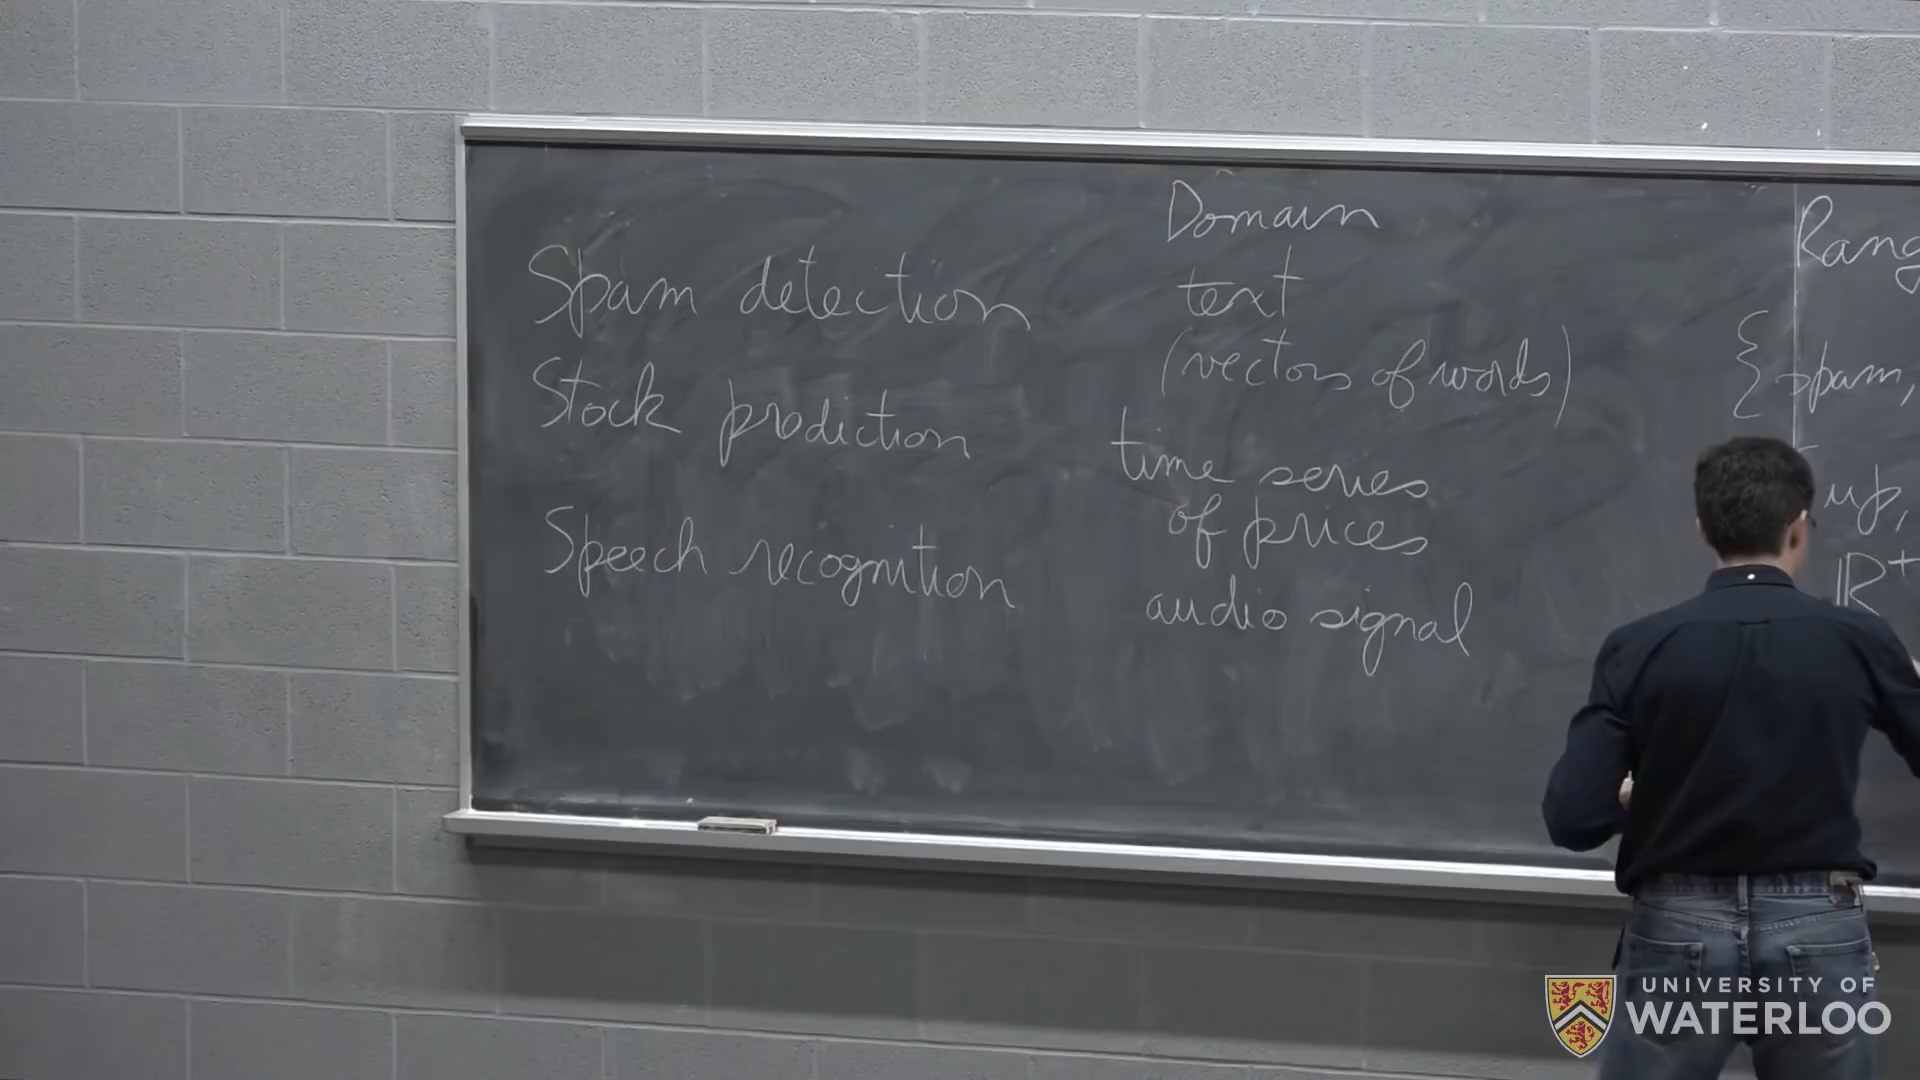 Domain
Rang
Spam detection
text
(vectors of words)
{ spam,
Stock prediction
time series
of prices
up,
ℝ+
Speech recognition
audio signal
UNIVERSITY OF
WATERLOO